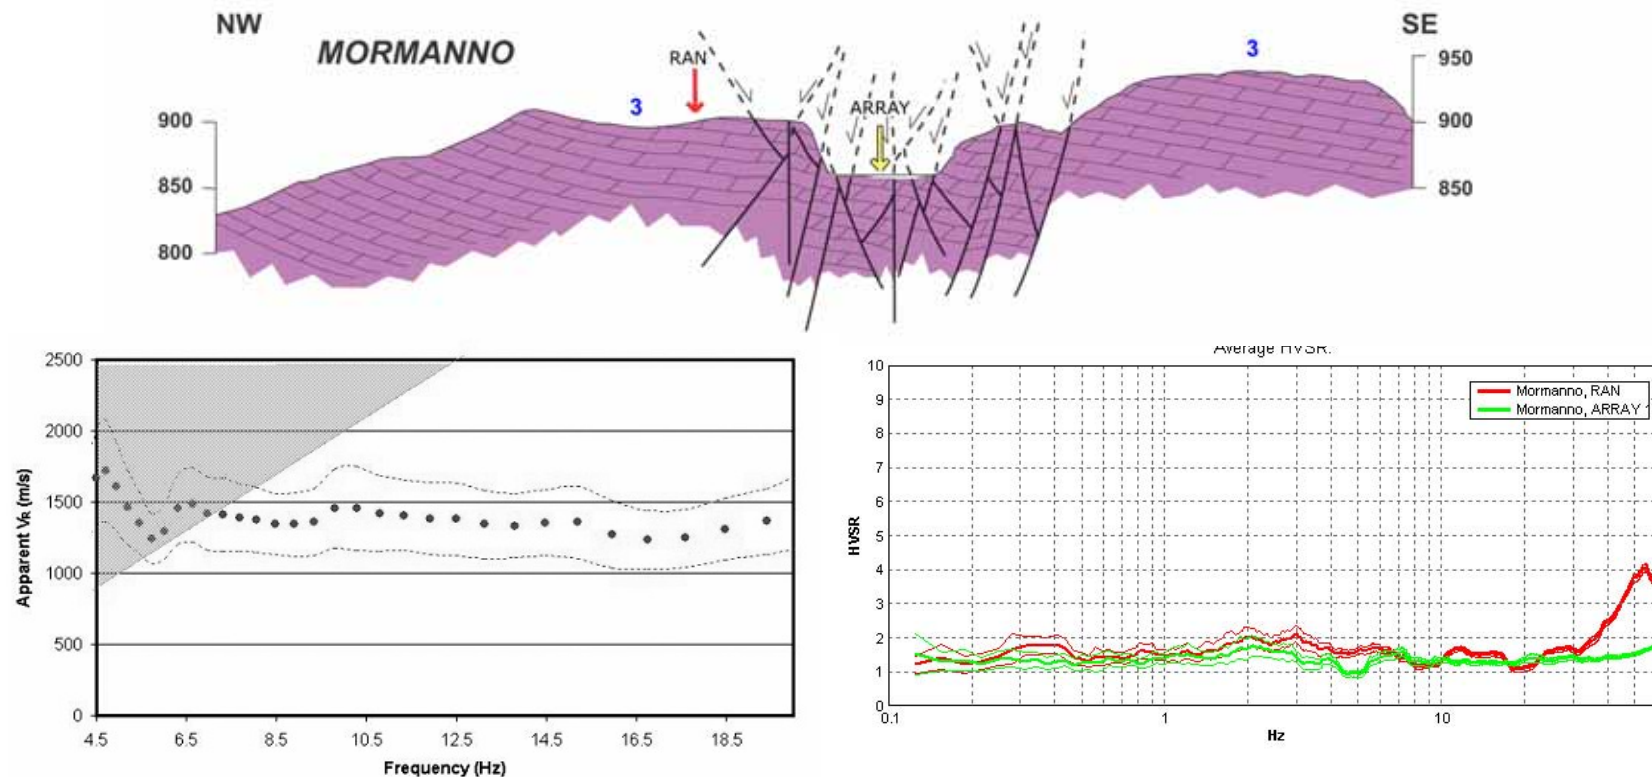 NW
SE
MORMANNO
RAN
3
ARRAY
3
900
850
800
950
900
850
2500
2000
1500
1000
500
0
Apparent VR (m/s)
4.5 6.5 8.5 10.5 12.5 14.5 16.5 18.5
Frequency (Hz)
Average HVSR.
10
9
8
7
6
5
4
3
2
1
0
HVSR
Mormanno, RAN
Mormanno, ARRAY
0.1 1 10
Hz